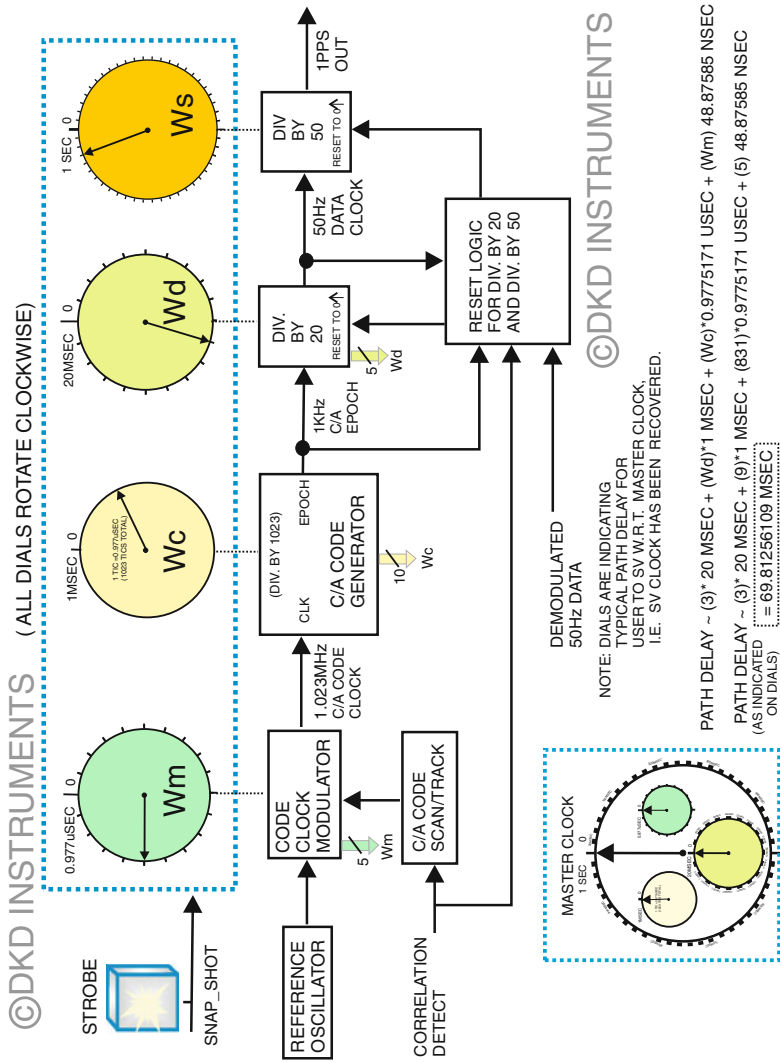 ©DKD INSTRUMENTS
( ALL DIALS ROTATE CLOCKWISE)
STROBE
SNAP_SHOT
0.977uSEC
0
Wm
1MSEC
0
1 TIC =0.977uSEC
(1023 TICS TOTAL)
Wc
20MSEC
0
Wd
1 SEC
0
Ws
REFERENCE
OSCILLATOR
CODE
CLOCK
MODULATOR
5
Wm
1.023MHz
C/A CODE
CLOCK
(DIV. BY 1023)
CLK
EPOCH
C/A CODE
GENERATOR
10
Wc
1KHz
C/A
EPOCH
DIV.
BY
20
RESET TO 0
5
Wd
50Hz
DATA
CLOCK
DIV
BY
50
RESET TO 0
1PPS
OUT
CORRELATION
DETECT
C/A CODE
SCAN/TRACK
RESET LOGIC
FOR DIV. BY 20
AND DIV. BY 50
DEMODULATED
50Hz DATA
©DKD INSTRUMENTS
NOTE: DIALS ARE INDICATING
TYPICAL PATH DELAY FOR
USER TO SV W.R.T. MASTER CLOCK,
I.E. SV CLOCK HAS BEEN RECOVERED.
MASTER CLOCK
1 SEC
0
1MSEC
0
0.977uSEC
0
20MSEC
0
PATH DELAY ~ (3)* 20 MSEC + (Wd)*1 MSEC + (Wc)*0.9775171 USEC + (Wm) 48.87585 NSEC
PATH DELAY ~ (3)* 20 MSEC + (9)*1 MSEC + (831)*0.9775171 USEC + (5) 48.87585 NSEC
(AS INDICATED
ON DIALS)
= 69.81256109 MSEC